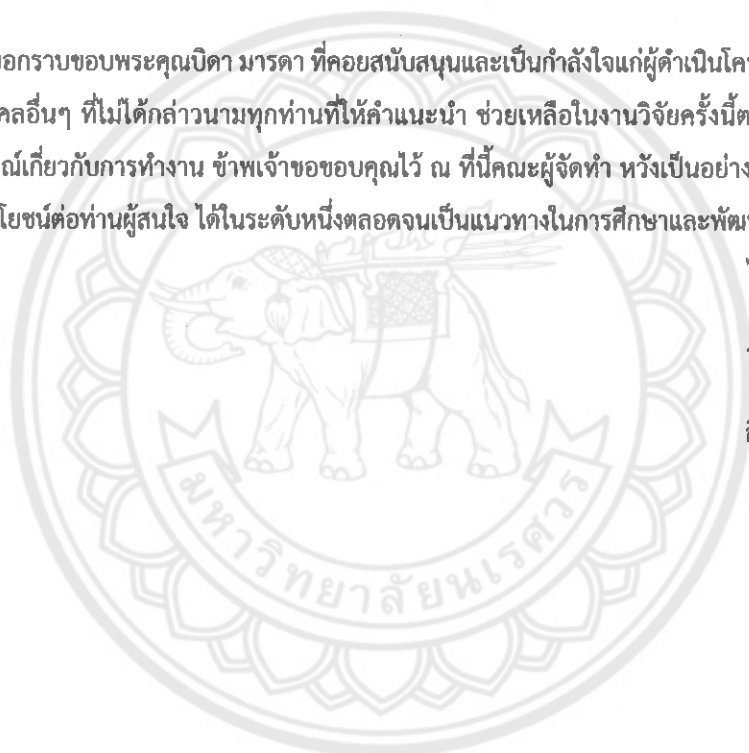 อกราบขอบพระคุณบิดา มารดา ที่คอยสนับสนุนและเป็นกำลังใจแก่ผู้ดำเนินโค
คลอื่นๆ ที่ไม่ได้กล่าวนามทุกท่านที่ให้คำแนะนำ ช่วยเหลือในงานวิจัยครั้งนี้ต
ณ์เกี่ยวกับการทำงาน ข้าพเจ้าขอขอบคุณไว้ ณ ที่นี้คณะผู้จัดทำ หวังเป็นอย่าง
โยชน์ต่อท่านผู้สนใจ ได้ในระดับหนึ่งตลอดจนเป็นแนวทางในการศึกษาและพัฒ
มหาวิทยาลัยนเรศวร